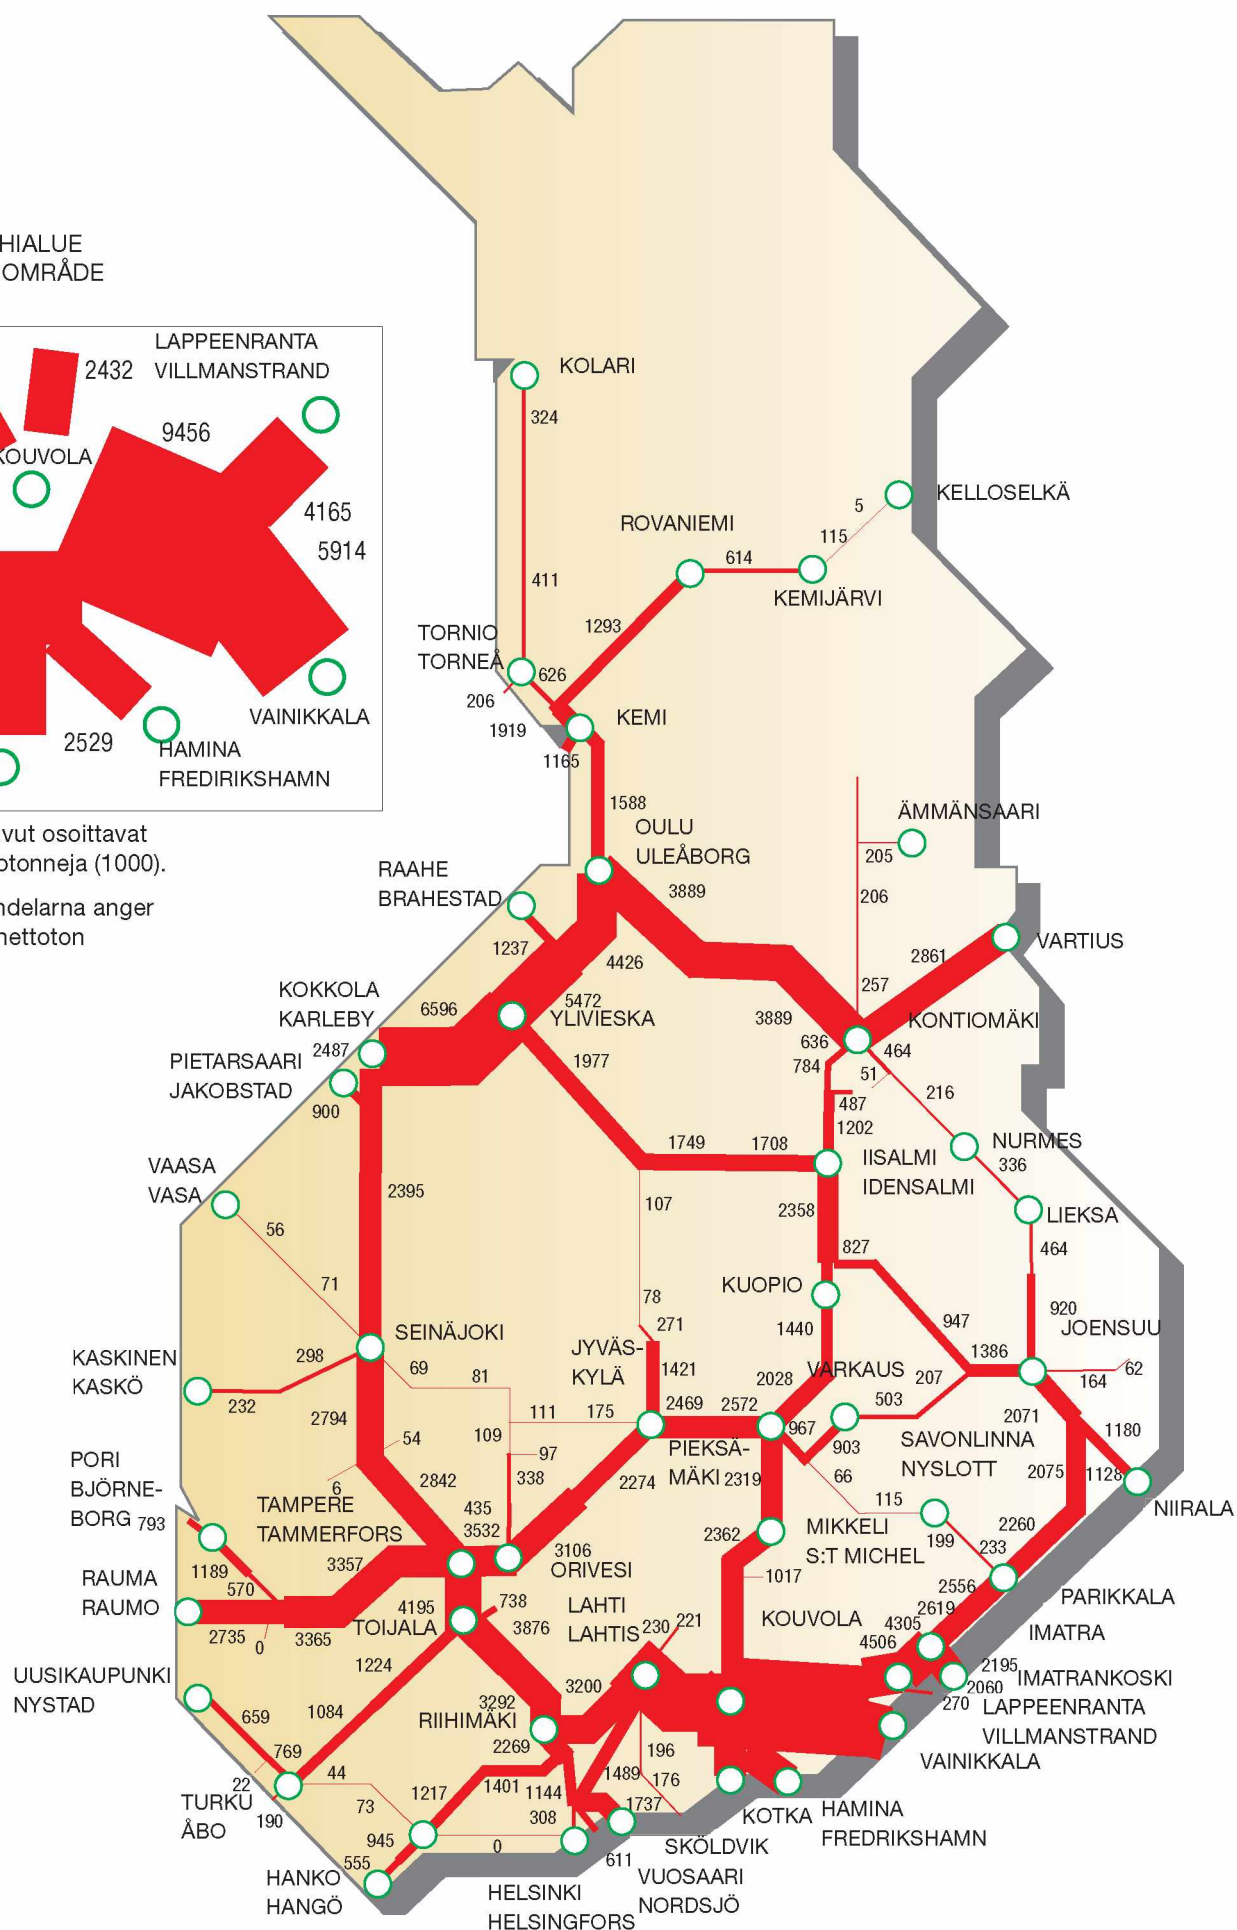 HIALUE
OMRÅDE
LAPPEENRANTA
VILLMANSTRAND
2432
9456
KOUVOLA
4165
5914
VAINIKKALA
2529
HAMINA
FREDIRIKSHAMN
vut osoittavat
otonneja (1000).
ndelarna anger
nettoton
KOLARI
324
KELLOSELKÄ
5
ROVANIEMI
115
614
411
KEMIJÄRVI
1293
TORNIO
TORNEÅ
626
206
KEMI
1919
1165
1588
ÄMMÄNSAARI
OULU
ULEÅBORG
205
RAAHE
BRAHESTAD
3889
206
VARTIUS
1237
4426
2861
257
KOKKOLA
KARLEBY
6596
5472
YLIVIESKA
3889
KONTIOMÄKI
2487
636
464
PIETARSAARI
JAKOBSTAD
1977
784
51
216
900
487
1202
1749
1708
NURMES
336
VAASA
VASA
IISALMI
IDENSALMI
2395
107
2358
LIEKSA
56
827
464
71
KUOPIO
78
271
920
947
JOENSUU
SEINÄJOKI
1440
KASKINEN
KASKÖ
298
69
81
JYVÄS-
KYLÄ
1421
VARKAUS
1386
207
164
62
232
2794
2028
503
111
175
2469
2572
2071
54
109
967
1180
97
PIEKSÄ-
MÄKI
903
SAVONLINNA
NYSLOTT
PORI
BJÖRNE-
BORG
793
6
2842
338
2274
2319
66
2075
1128
TAMPERE
TAMMERFORS
435
115
NIIRALA
3532
2362
MIKKELI
S:T MICHEL
199
2260
3357
3106
ORIVESI
233
1189
570
1017
RAUMA
RAUMO
2556
PARIKKALA
738
LAHTI
LAHTIS
4195
TOIJALA
2735
0
3365
3876
230
221
KOUVOLA
4305
2619
IMATRA
4506
1224
2195
IMATRANKOSKI
UUSIKAUPUNKI
NYSTAD
3200
2060
270
LAPPEENRANTA
VILLMANSTRAND
659
1084
3292
RIIHIMÄKI
VAINIKKALA
769
2269
196
44
1489
22
1401
1144
176
TURKU
ÅBO
190
73
1217
308
1737
KOTKA
HAMINA
FREDRIKSHAMN
945
0
611
SKÖLDVIK
555
HANKO
HANGÖ
VUOSAARI
NORDSJÖ
HELSINKI
HELSINGFORS